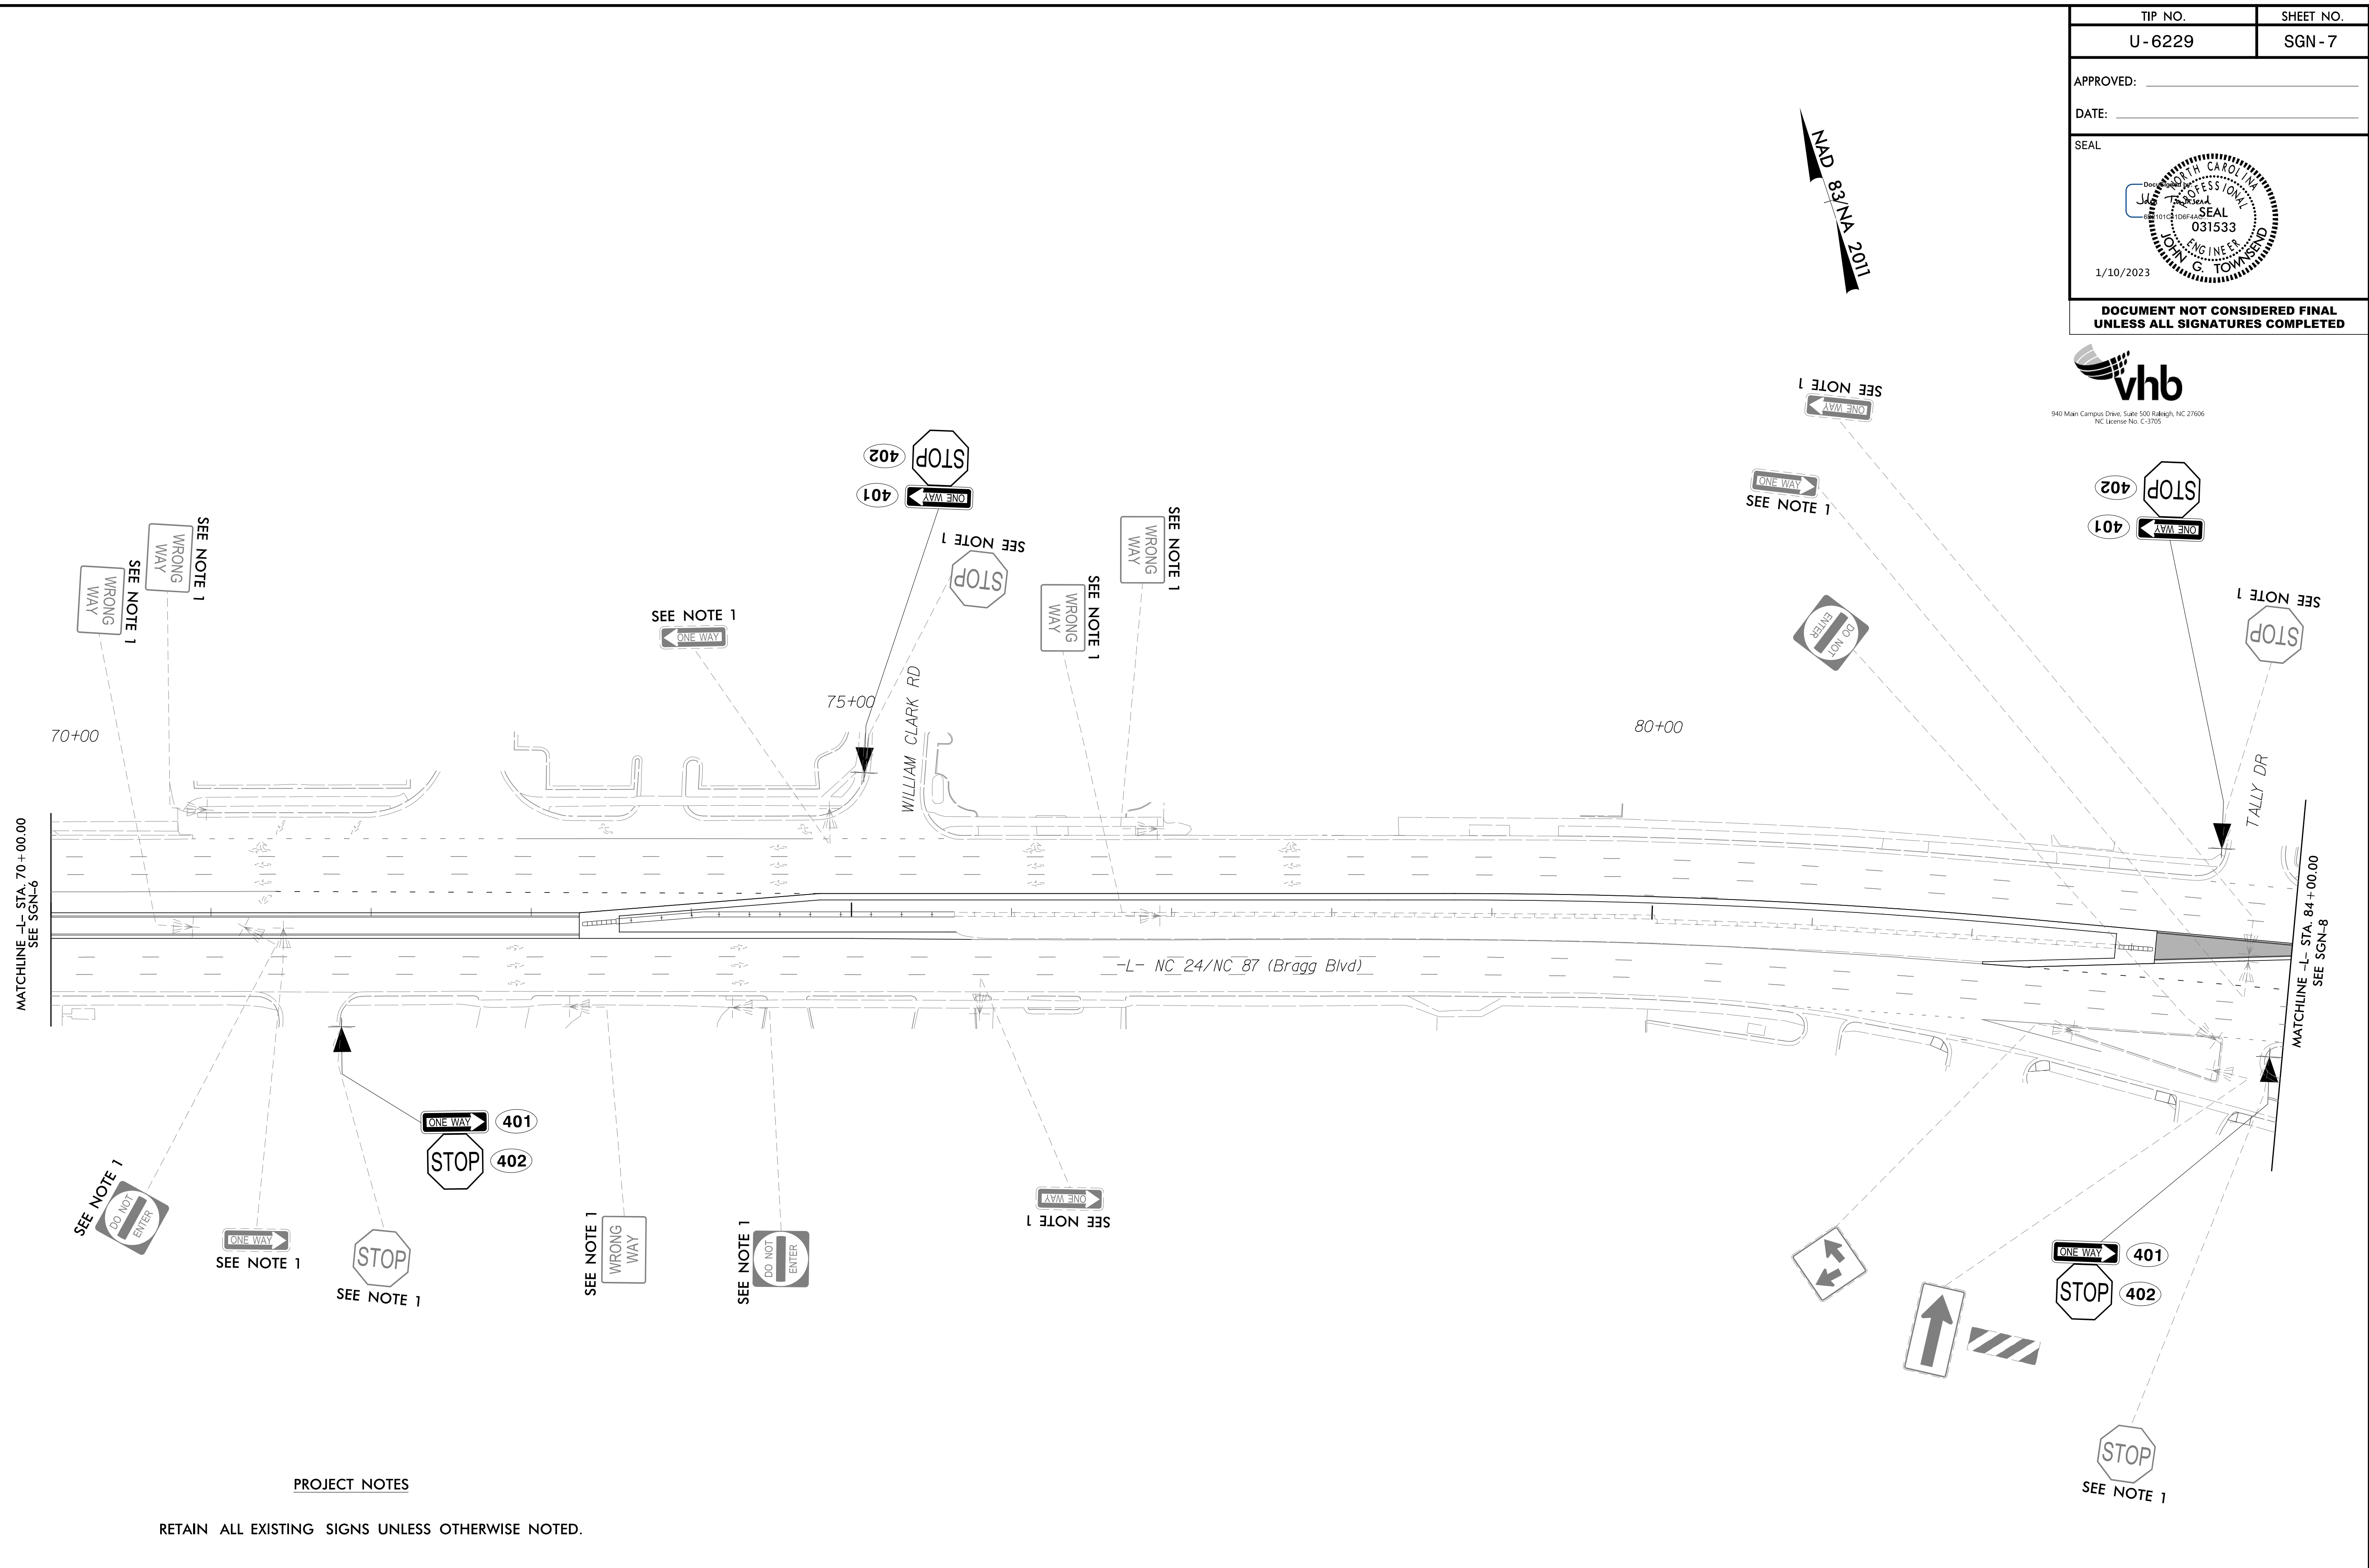 TIP NO.
SHEET NO.
U-6229
SGN-7
APPROVED:
DATE:
SEAL
NORTH CAROLINA
PROFESSIONAL
SEAL
031533
ENGINEER
JOHN G. TOWNSEND
1/10/2023
DOCUMENT NOT CONSIDERED FINAL
UNLESS ALL SIGNATURES COMPLETED
vhb
940 Main Campus Drive, Suite 500 Raleigh, NC 27606
NC License No. C-3705
NAD 83/NA 2011
SEE NOTE 1
ONE WAY
ONE WAY
SEE NOTE 1
STOP
402
ONE WAY
401
STOP
402
ONE WAY
401
SEE NOTE 1
STOP
SEE NOTE 1
STOP
WRONG
WAY
SEE NOTE 1
WRONG
WAY
SEE NOTE 1
WRONG
WAY
SEE NOTE 1
WRONG
WAY
SEE NOTE 1
SEE NOTE 1
ONE WAY
DO NOT
ENTER
70+00
75+00
80+00
WILLIAM CLARK RD
TALLY DR
MATCHLINE -L- STA. 70+00.00
SEE SGN-6
-L- NC 24/NC 87 (Bragg Blvd)
MATCHLINE -L- STA. 84+00.00
SEE SGN-8
ONE WAY
401
STOP
402
SEE NOTE 1
DO NOT
ENTER
ONE WAY
SEE NOTE 1
STOP
SEE NOTE 1
SEE NOTE 1
WRONG
WAY
SEE NOTE 1
DO NOT
ENTER
ONE WAY
SEE NOTE 1
ONE WAY
401
STOP
402
STOP
SEE NOTE 1
PROJECT NOTES
RETAIN ALL EXISTING SIGNS UNLESS OTHERWISE NOTED.